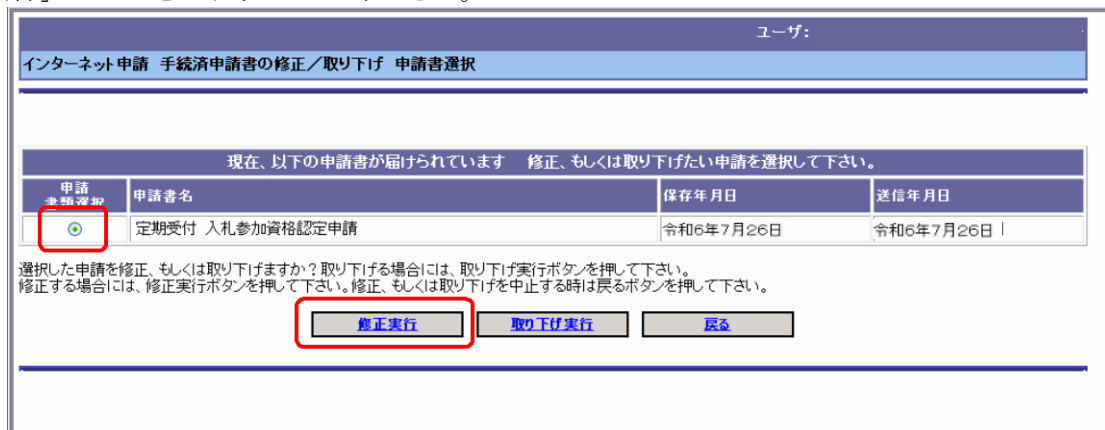 ユーザ:
インターネット申請 手続済申請書の修正／取り下げ 申請書選択
現在、以下の申請書が届けられています 修正、もしくは取り下げたい申請を選択して下さい。
申請
書類選択 申請書名 保存年月日 送信年月日
定期受付 入札参加資格認定申請 令和6年7月26日 令和6年7月26日
選択した申請を修正、もしくは取り下げますか？取り下げる場合には、取り下げ実行ボタンを押して下さい。
修正する場合には、修正実行ボタンを押して下さい。修正、もしくは取り下げを中止する時は戻るボタンを押して下さい。
修正実行 取り下げ実行 戻る